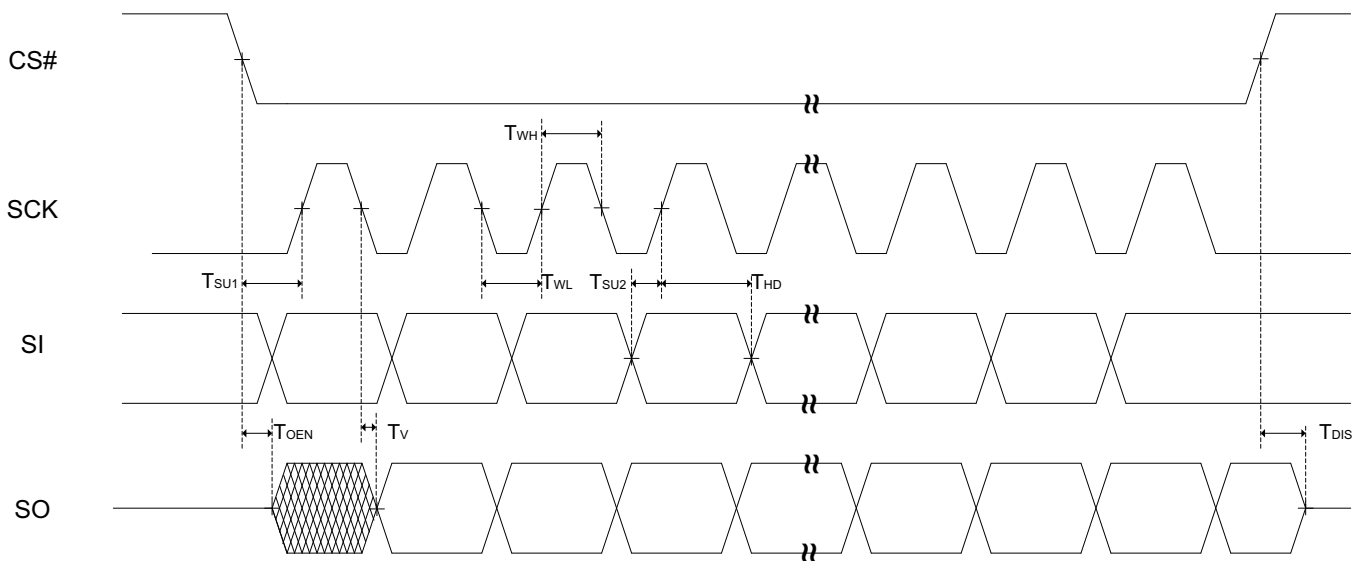 CS#
TWH
SCK
TSU1
TWL
TSU2
THD
SI
TOEN
TV
TDIS
SO